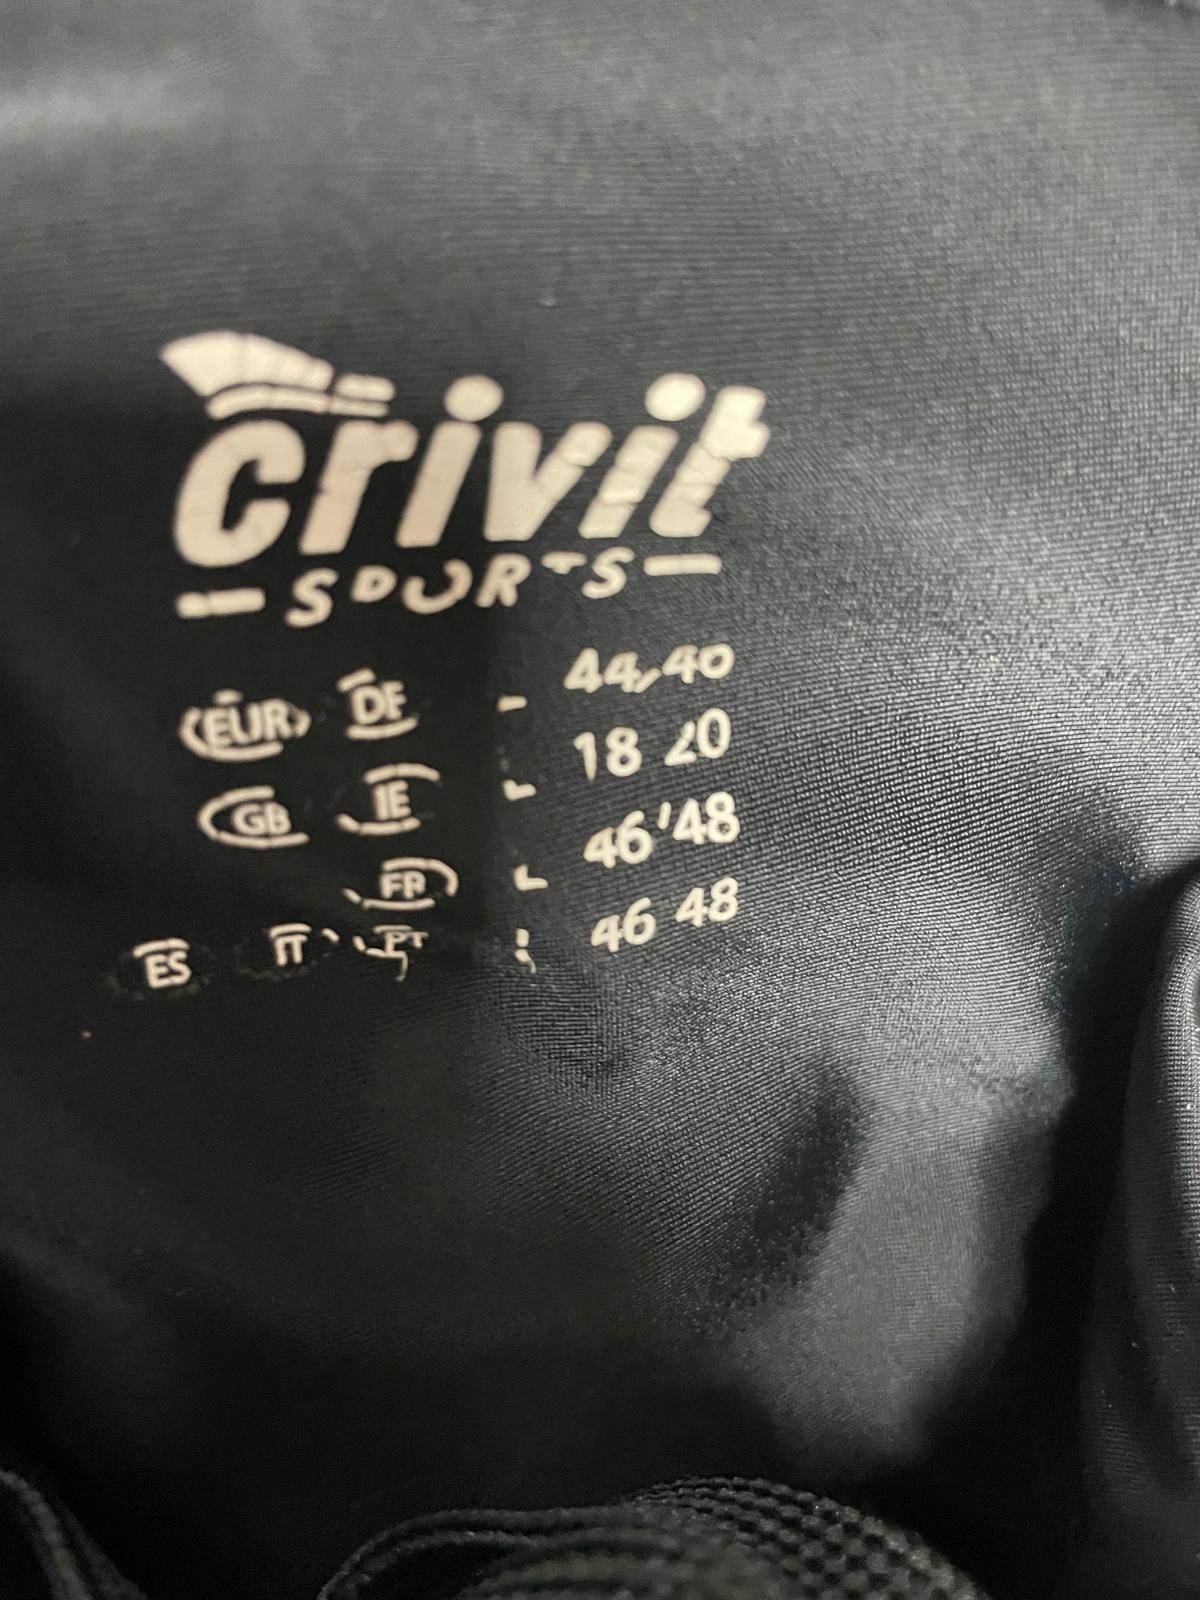 crivit
SPORTS
EUR DE 44/46
GB IE L 18 20
FR L 46/48
ES IT PT 46 48